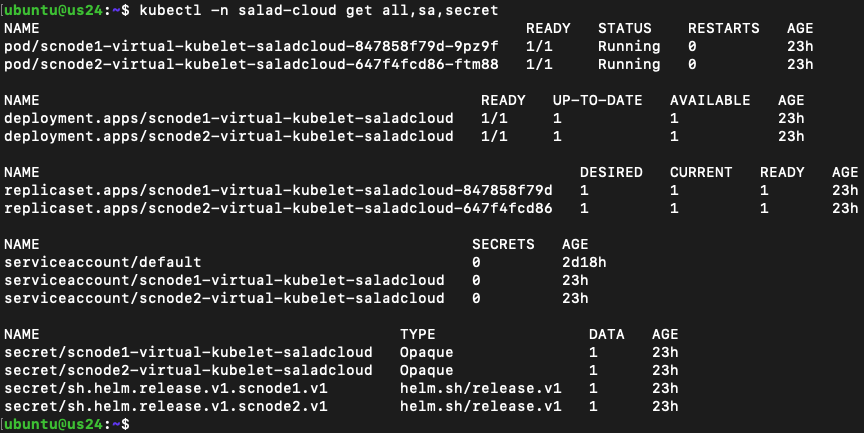 [ubuntu@us24:~$ kubectl -n salad-cloud get all,sa,secret
NAME READY STATUS RESTARTS AGE
pod/scnode1-virtual-kubelet-saladcloud-847858f79d-9pz9f 1/1 Running 0 23h
pod/scnode2-virtual-kubelet-saladcloud-647f4fcd86-ftm88 1/1 Running 0 23h
NAME READY UP-TO-DATE AVAILABLE AGE
deployment.apps/scnode1-virtual-kubelet-saladcloud 1/1 1 1 23h
deployment.apps/scnode2-virtual-kubelet-saladcloud 1/1 1 1 23h
NAME DESIRED CURRENT READY AGE
replicaset.apps/scnode1-virtual-kubelet-saladcloud-847858f79d 1 1 1 23h
replicaset.apps/scnode2-virtual-kubelet-saladcloud-647f4fcd86 1 1 1 23h
NAME SECRETS AGE
serviceaccount/default 0 2d18h
serviceaccount/scnode1-virtual-kubelet-saladcloud 0 23h
serviceaccount/scnode2-virtual-kubelet-saladcloud 0 23h
NAME TYPE DATA AGE
secret/scnode1-virtual-kubelet-saladcloud Opaque 1 23h
secret/scnode2-virtual-kubelet-saladcloud Opaque 1 23h
secret/sh.helm.release.v1.scnode1.v1 helm.sh/release.v1 1 23h
secret/sh.helm.release.v1.scnode2.v1 helm.sh/release.v1 1 23h
[ubuntu@us24:~$